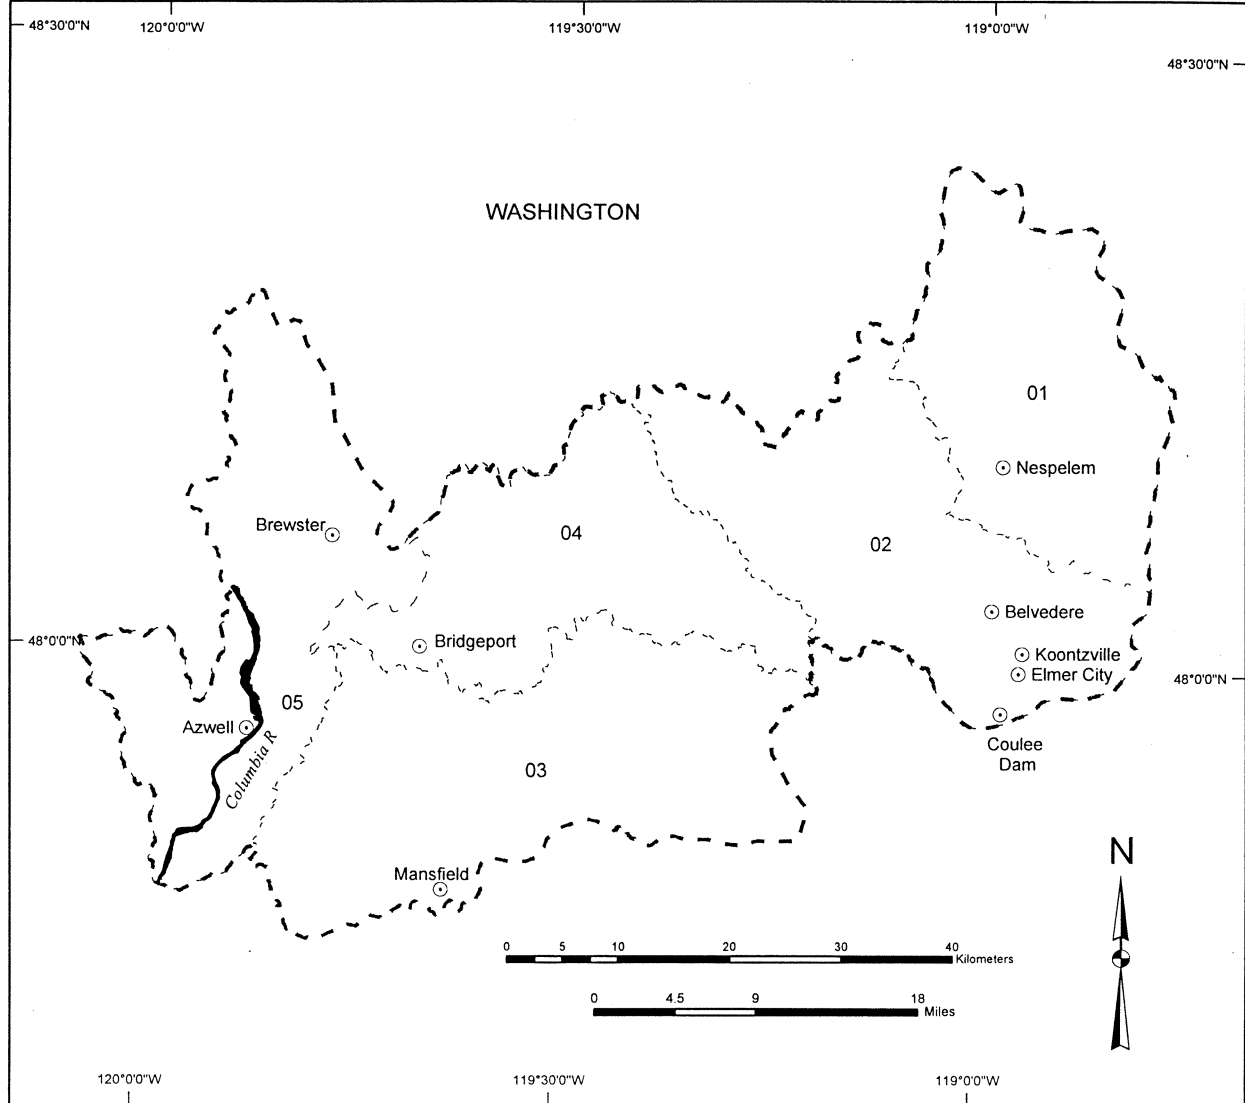 48°30'0"N
120°0'0"W
119°30'0"W
119°0'0"W
48°30'0"N
WASHINGTON
01
Nespelem
Brewster
04
02
Belvedere
48°0'0"N
Bridgeport
Koontzville
Elmer City
48°0'0"N
05
Azwell
Columbia R
Coulee
Dam
03
Mansfield
N
0 5 10 20 30 40
Kilometers
0 4.5 9 18
Miles
120°0'0"W
119°30'0"W
119°0'0"W